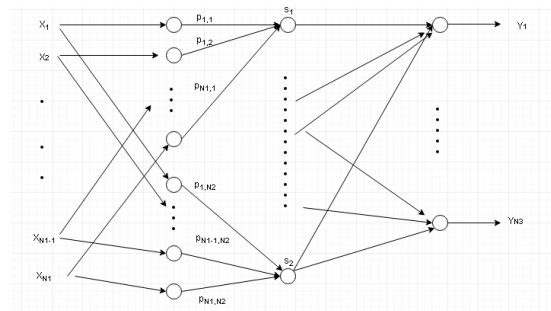 X1 p1,1 s1 Y1
X2 p1,2
pN1,1
p1,N2
XN1-1 pN1-1,N2 YN3
XN1 s2
pN1,N2